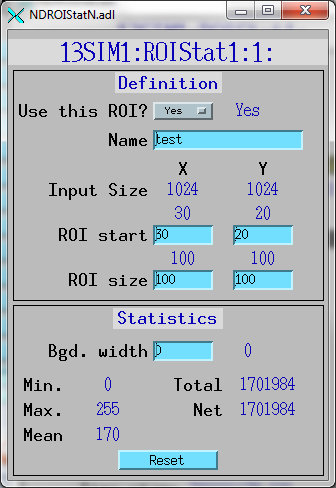 NDROIStatN.adl
13SIM1:ROIStat1:1:
Definition
Use this ROI? Yes Yes
Name test
X Y
Input Size 1024 1024
30 20
ROI start 30 20
100 100
ROI size 100 100
Statistics
Bgd. width 0 0
Min. 0 Total 1701984
Max. 255 Net 1701984
Mean 170
Reset